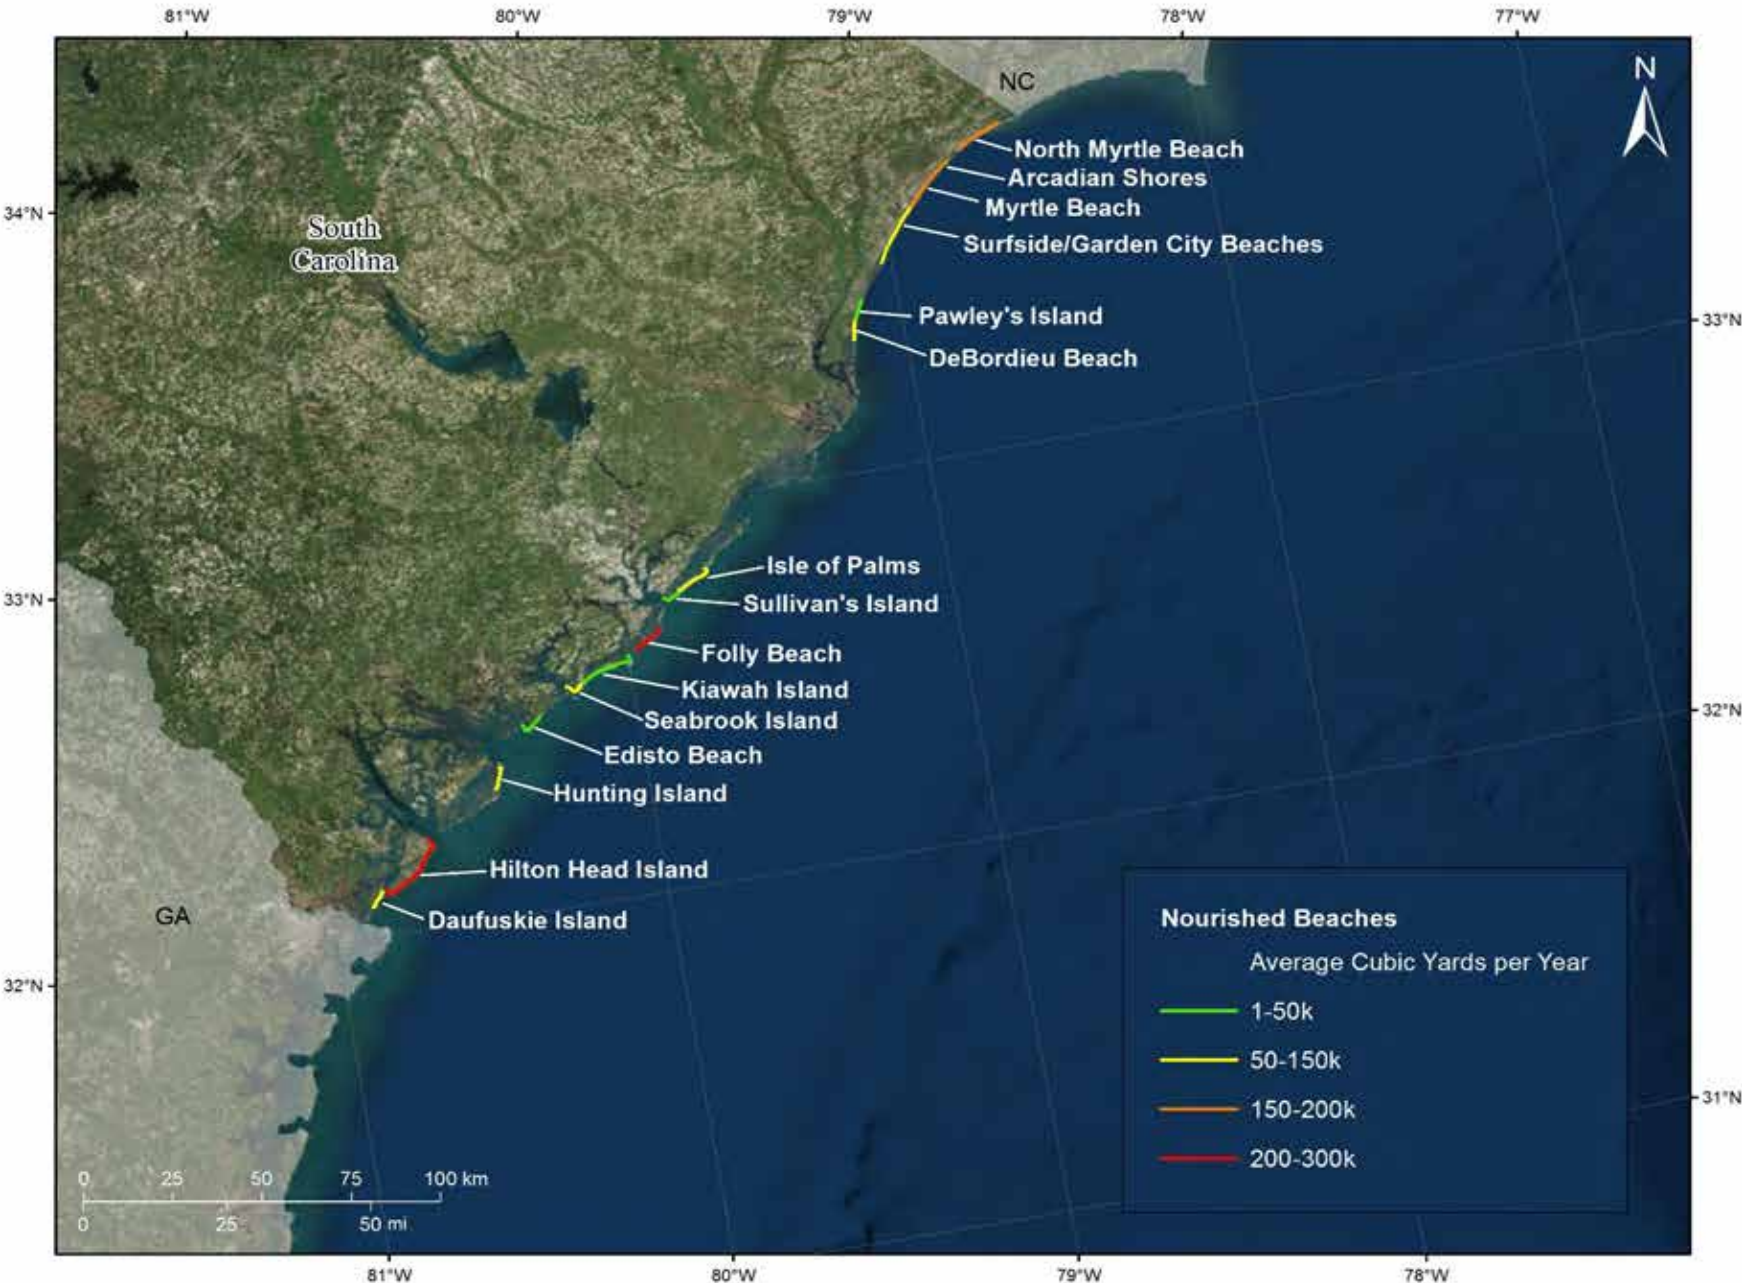 81°W
80°W
79°W
78°W
77°W
NC
N
North Myrtle Beach
Arcadian Shores
Myrtle Beach
34°N
South
Carolina
Surfside/Garden City Beaches
Pawley's Island
33°N
DeBordieu Beach
Isle of Palms
33°N
Sullivan's Island
Folly Beach
Kiawah Island
Seabrook Island
32°N
Edisto Beach
Hunting Island
Hilton Head Island
GA
Daufuskie Island
32°N
Nourished Beaches
Average Cubic Yards per Year
1-50k
50-150k
150-200k
200-300k
31°N
0 25 50 75 100 km
0 25 50 mi
81°W
80°W
79°W
78°W